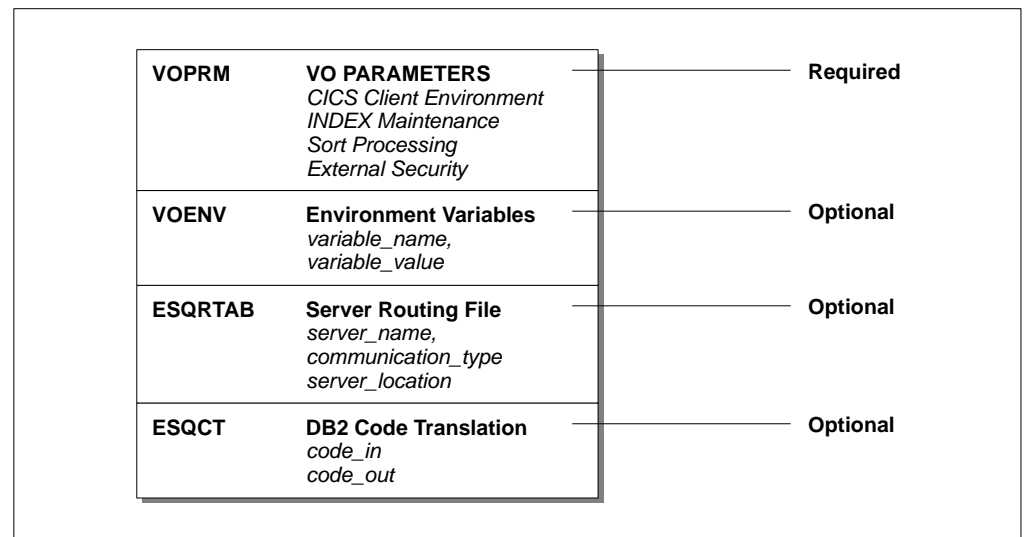 VOPRM VO PARAMETERS Required
CICS Client Environment
INDEX Maintenance
Sort Processing
External Security
VOENV Environment Variables Optional
variable_name,
variable_value
ESQRTAB Server Routing File Optional
server_name,
communication_type
server_location
ESQCT DB2 Code Translation Optional
code_in
code_out